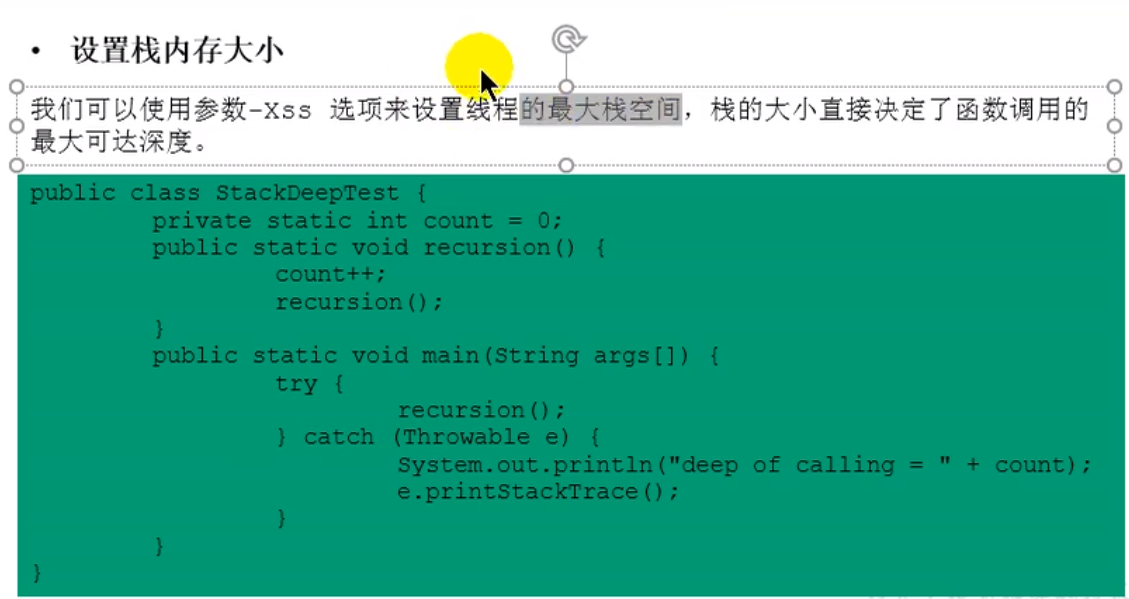 • 设置栈内存大小
我们可以使用参数-Xss 选项来设置线程的最大栈空间，栈的大小直接决定了函数调用的
最大可达深度。
public class StackDeepTest {
private static int count = 0;
public static void recursion() {
count++;
recursion();
}
public static void main(String args[]) {
try {
recursion();
} catch (Throwable e) {
System.out.println("deep of calling = " + count);
e.printStackTrace();
}
}
}